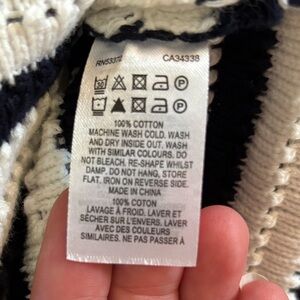 RN53372 CA34338
100% COTTON
MACHINE WASH COLD. WASH
AND DRY INSIDE OUT. WASH
WITH SIMILAR COLOURS. DO
NOT BLEACH. RE-SHAPE WHILST
DAMP. DO NOT HANG, STORE
FLAT. IRON ON REVERSE SIDE.
MADE IN CHINA
100% COTON
LAVAGE À FROID, LAVER ET
SÉCHER SUR L'ENVERS, LAVER
AVEC DES COULEURS
SIMILAIRES. NE PAS PASSER À